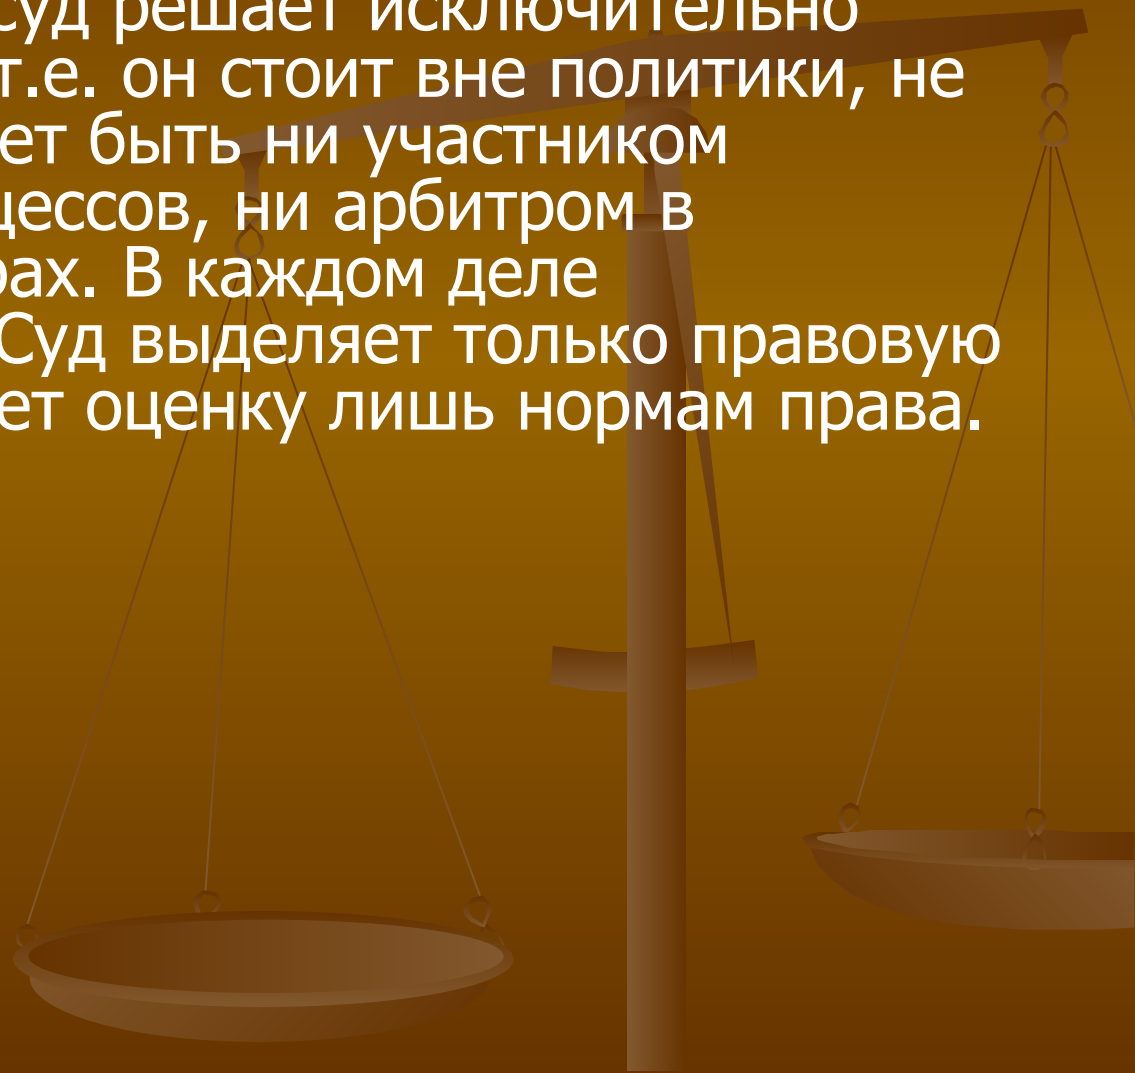 суд решает исключительно
т.е. он стоит вне политики, не
ет быть ни участником
цессов, ни арбитром в
рах. В каждом деле
Суд выделяет только правовую
ет оценку лишь нормам права.